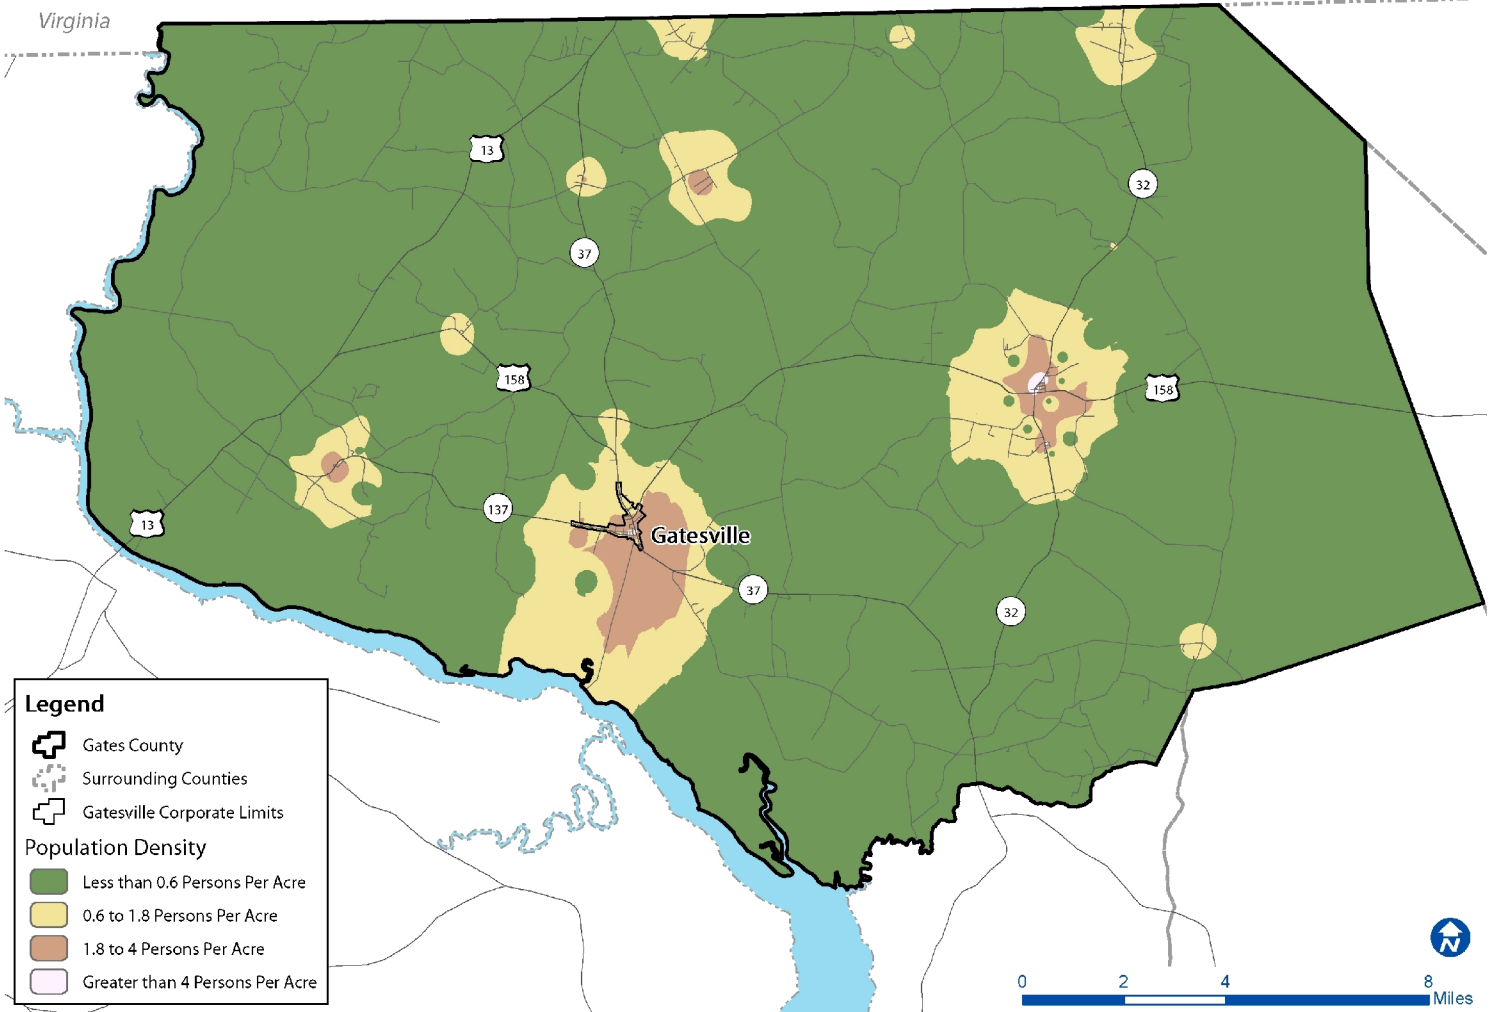 Virginia
13
32
37
158
158
137
13
Gatesville
37
32
Legend
Gates County
Surrounding Counties
Gatesville Corporate Limits
Population Density
Less than 0.6 Persons Per Acre
0.6 to 1.8 Persons Per Acre
1.8 to 4 Persons Per Acre
Greater than 4 Persons Per Acre
N
0 2 4 8
Miles